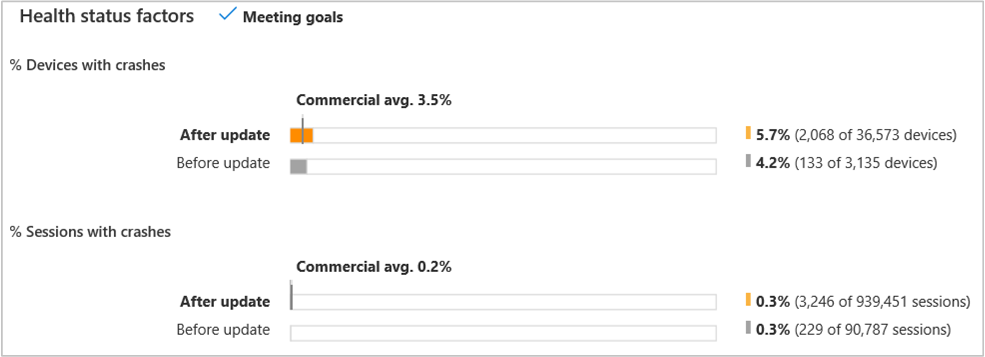 Health status factors Meeting goals
% Devices with crashes
Commercial avg. 3.5%
After update 5.7% (2,068 of 36,573 devices)
Before update 4.2% (133 of 3,135 devices)
% Sessions with crashes
Commercial avg. 0.2%
After update 0.3% (3,246 of 939,451 sessions)
Before update 0.3% (229 of 90,787 sessions)